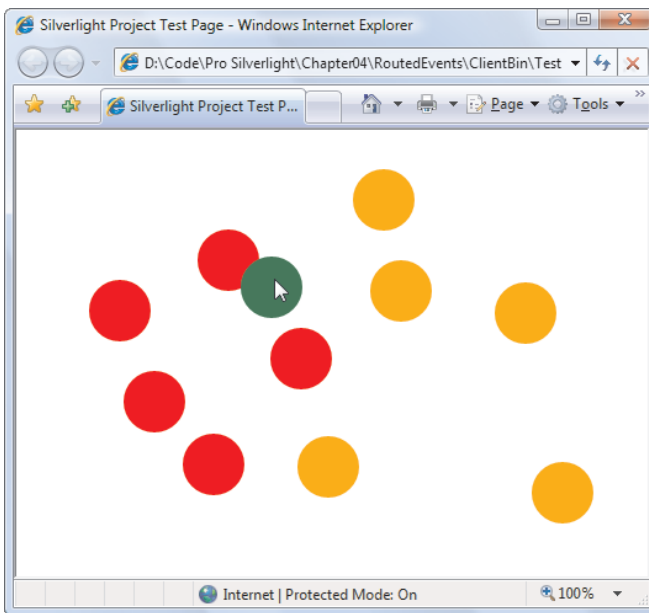 Silverlight Project Test Page - Windows Internet Explorer
D:\Code\Pro Silverlight\Chapter04\RoutedEvents\ClientBin\Test
Silverlight Project Test P... Page Tools »
Internet | Protected Mode: On 100%